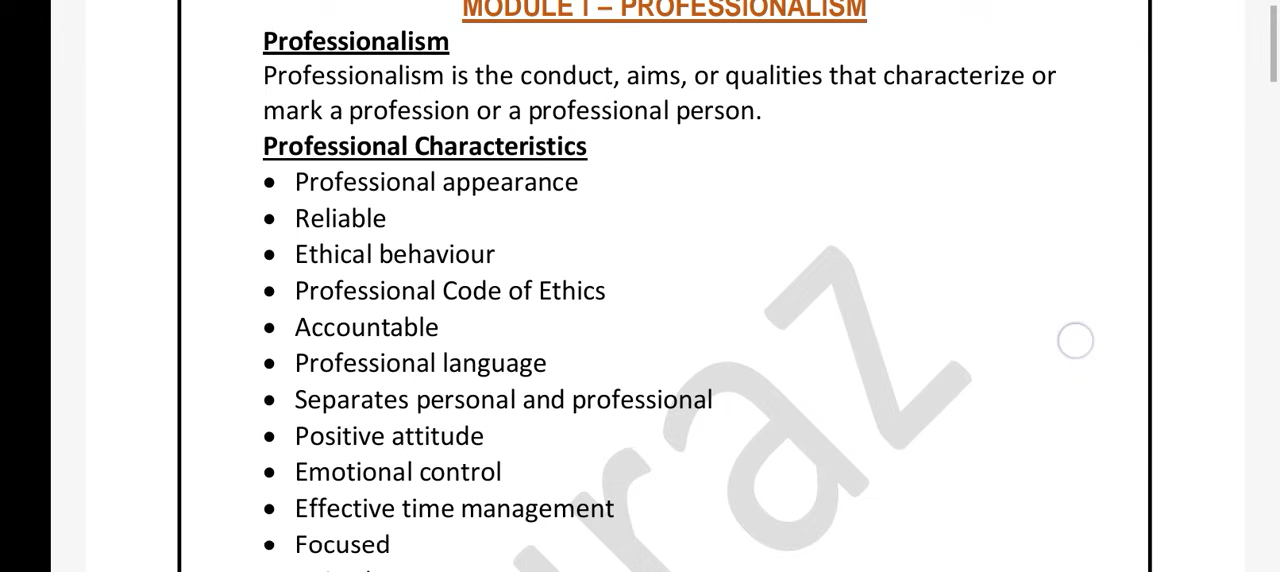 MODULE I – PROFESSIONALISM
Professionalism
Professionalism is the conduct, aims, or qualities that characterize or
mark a profession or a professional person.
Professional Characteristics
• Professional appearance
• Reliable
• Ethical behaviour
• Professional Code of Ethics
• Accountable
• Professional language
• Separates personal and professional
• Positive attitude
• Emotional control
• Effective time management
• Focused